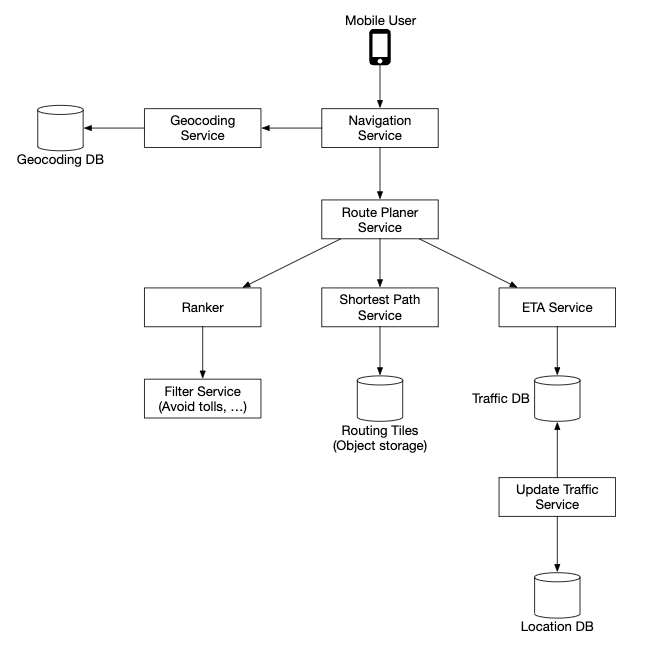 Mobile User
Geocoding
Service
Navigation
Service
Geocoding DB
Route Planer
Service
Ranker
Shortest Path
Service
ETA Service
Filter Service
(Avoid tolls, …)
Traffic DB
Routing Tiles
(Object storage)
Update Traffic
Service
Location DB